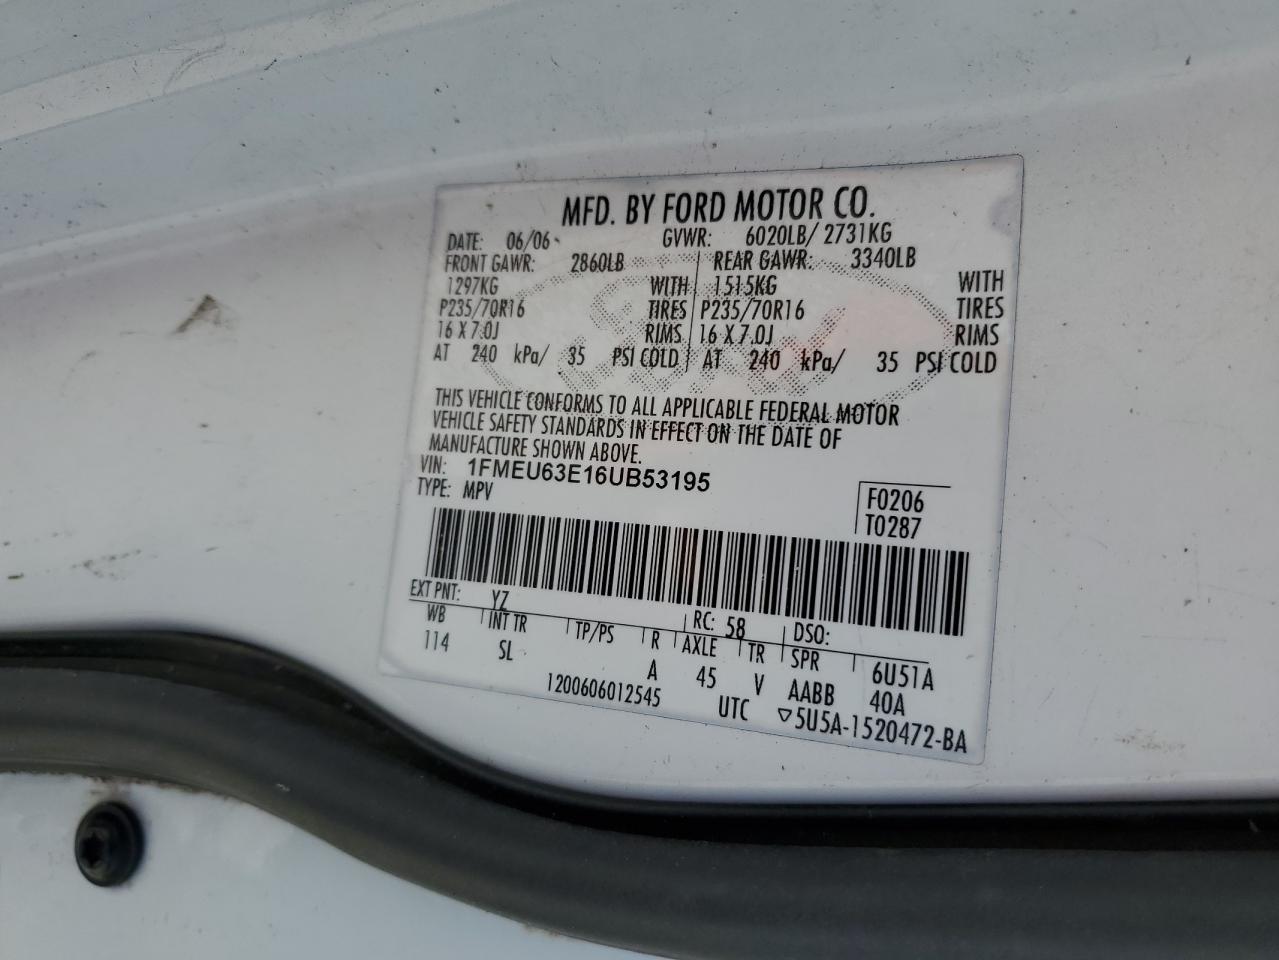 MFD. BY FORD MOTOR CO.
DATE: 06/06 GVWR: 6020LB/ 2731KG
FRONT GAWR: 2860LB REAR GAWR: 3340LB
1297KG WITH 1515KG WITH
P235/70R16 TIRES P235/70R16 TIRES
16 X 7.0J RIMS 16 X 7.0J RIMS
AT 240 kPa/ 35 PSI COLD AT 240 kPa/ 35 PSI COLD
THIS VEHICLE CONFORMS TO ALL APPLICABLE FEDERAL MOTOR
VEHICLE SAFETY STANDARDS IN EFFECT ON THE DATE OF
MANUFACTURE SHOWN ABOVE.
VIN: 1FMEU63E16UB53195
TYPE: MPV
F0206
T0287
EXT PNT: YZ RC: 58 DSO:
WB INT TR TP/PS R AXLE TR SPR 6U51A
114 SL A 45 V AABB 40A
1200606012545 UTC ▽5U5A-1520472-BA